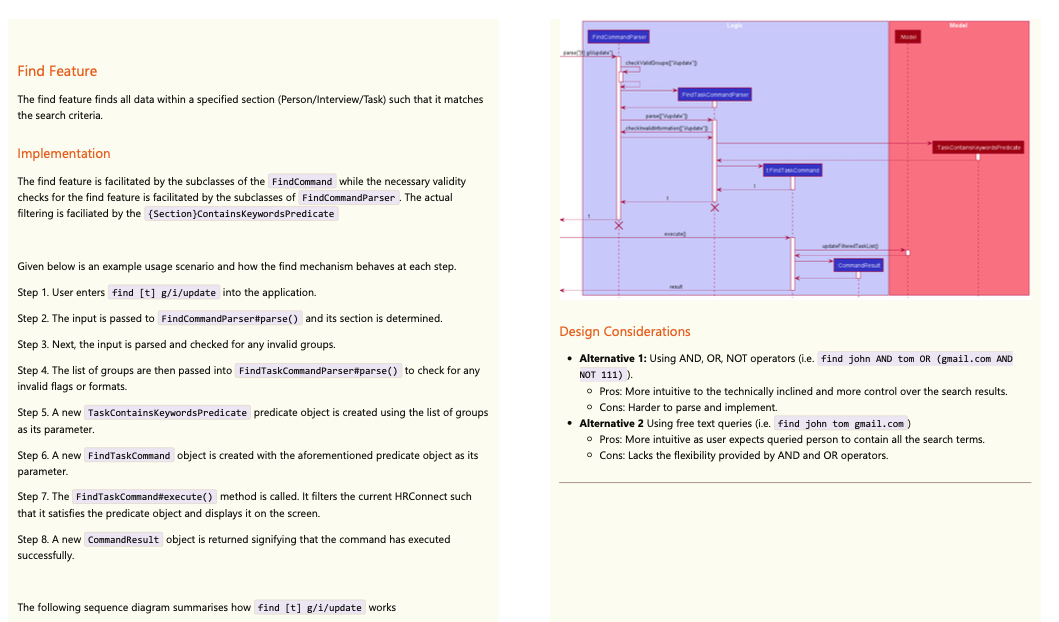 Find Feature
The find feature finds all data within a specified section (Person/Interview/Task) such that it matches
the search criteria.
Implementation
The find feature is facilitated by the subclasses of the FindCommand while the necessary validity
checks for the find feature is facilitated by the subclasses of FindCommandParser. The actual
filtering is faciliated by the {Section}ContainsKeywordsPredicate
Given below is an example usage scenario and how the find mechanism behaves at each step.
Step 1. User enters find [t] g/i/update into the application.
Step 2. The input is passed to FindCommandParser#parse() and its section is determined.
Step 3. Next, the input is parsed and checked for any invalid groups.
Step 4. The list of groups are then passed into FindTaskCommandParser#parse() to check for any
invalid flags or formats.
Step 5. A new TaskContainsKeywordsPredicate predicate object is created using the list of groups
as its parameter.
Step 6. A new FindTaskCommand object is created with the aforementioned predicate object as its
parameter.
Step 7. The FindTaskCommand#execute() method is called. It filters the current HRConnect such
that it satisfies the predicate object and displays it on the screen.
Step 8. A new CommandResult object is returned signifying that the command has executed
successfully.
The following sequence diagram summarises how find [t] g/i/update works
Logic
Model
:FindCommandParser
:Model
checkValidGroups(["i/update"])
:FindTaskCommandParser
parse(["i/update"])
checkInvalidInformation(["i/update"])
:TaskContainsKeywordsPredicate
t:FindTaskCommand
t
t
t
execute()
updateFilteredTaskList()
:CommandResult
result
Design Considerations
• Alternative 1: Using AND, OR, NOT operators (i.e. find john AND tom OR (gmail.com AND
NOT 111) ).
○ Pros: More intuitive to the technically inclined and more control over the search results.
○ Cons: Harder to parse and implement.
• Alternative 2 Using free text queries (i.e. find john tom gmail.com )
○ Pros: More intuitive as user expects queried person to contain all the search terms.
○ Cons: Lacks the flexibility provided by AND and OR operators.